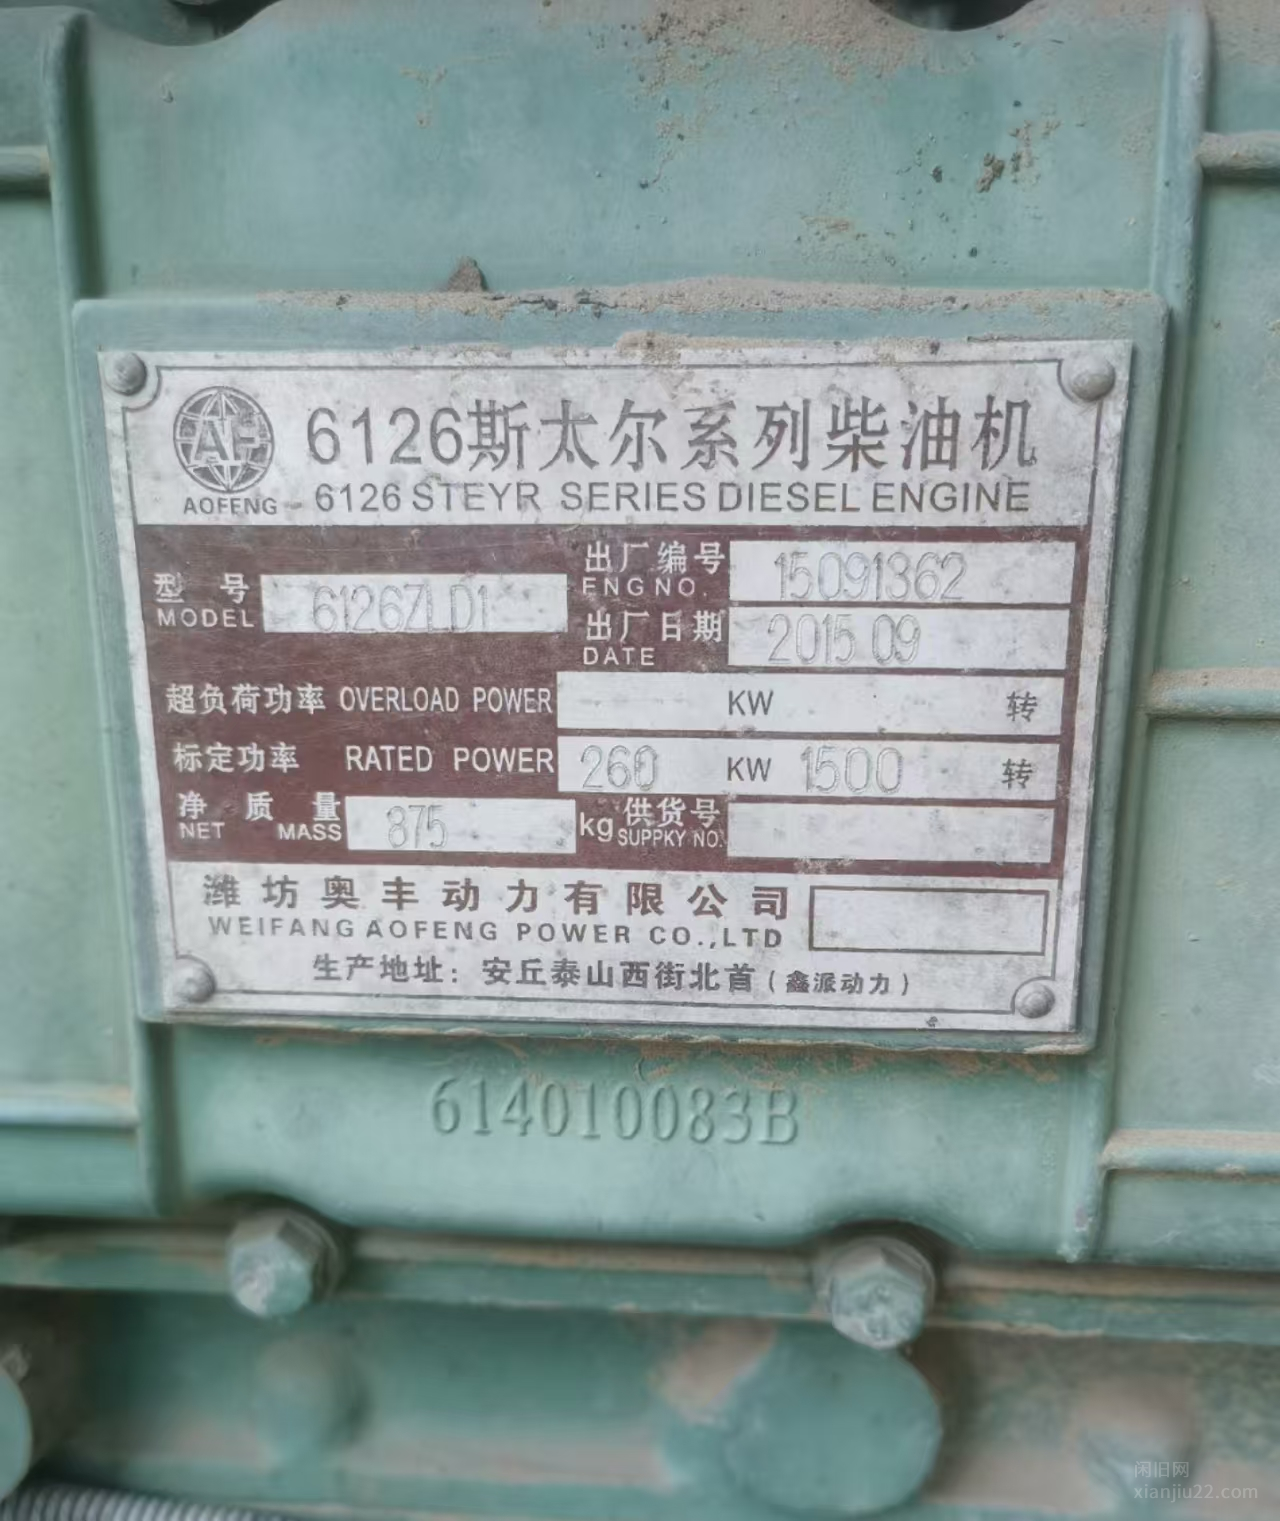 AF
AOFENG
6126斯太尔系列柴油机
6126 STEYR SERIES DIESEL ENGINE
型号 6126ZLD1 出厂编号 15091362
MODEL ENG NO.
出厂日期 2015 09
DATE
超负荷功率 OVERLOAD POWER KW 转
标定功率 RATED POWER 260 KW 1500 转
净质量 875 kg 供货号
NET MASS SUPPKY NO.
潍坊奥丰动力有限公司
WEIFANG AOFENG POWER CO.,LTD
生产地址：安丘泰山西街北首（鑫派动力）
614010083B
闲旧网
xianjiu22.com